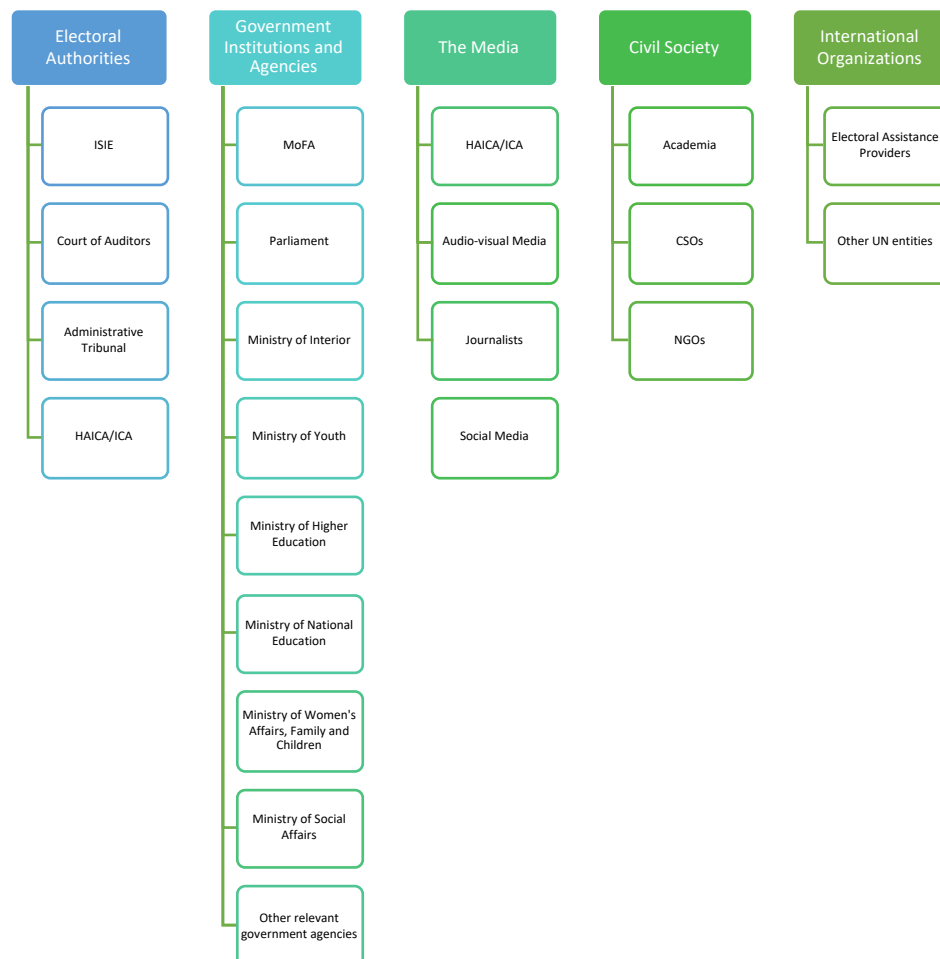 Electoral
Authorities
ISIE
Court of Auditors
Administrative
Tribunal
HAICA/ICA
Government
Institutions and
Agencies
MoFA
Parliament
Ministry of Interior
Ministry of Youth
Ministry of Higher
Education
Ministry of National
Education
Ministry of Women's
Affairs, Family and
Children
Ministry of Social
Affairs
Other relevant
government agencies
The Media
HAICA/ICA
Audio-visual Media
Journalists
Social Media
Civil Society
Academia
CSOs
NGOs
International
Organizations
Electoral Assistance
Providers
Other UN entities